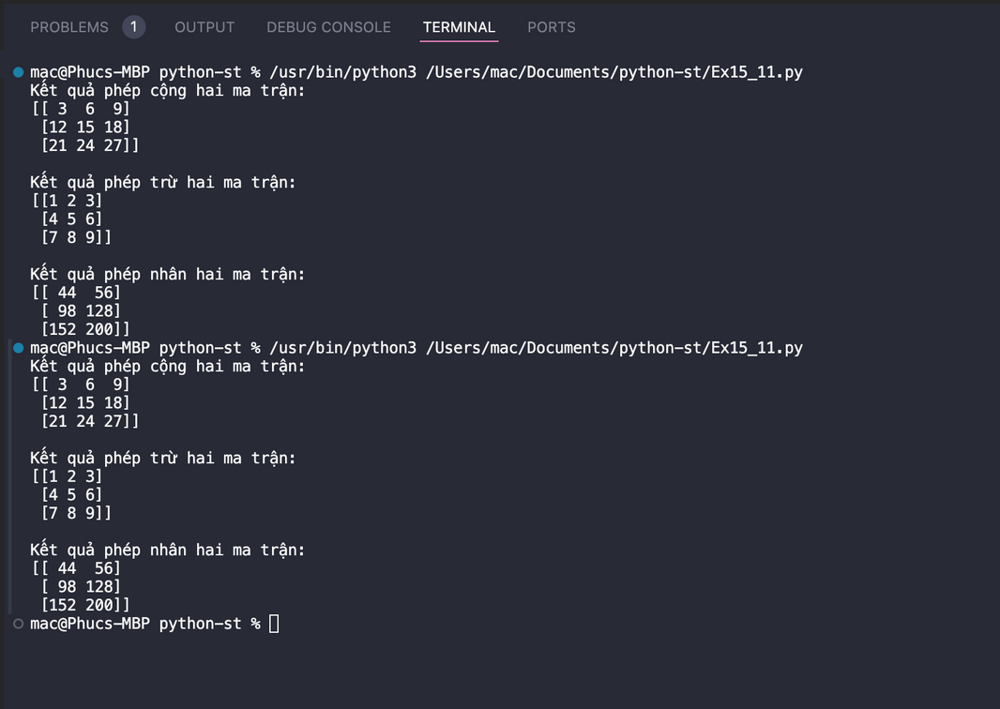 PROBLEMS 1 OUTPUT DEBUG CONSOLE TERMINAL PORTS
mac@Phucs-MBP python-st % /usr/bin/python3 /Users/mac/Documents/python-st/Ex15_11.py
Kết quả phép cộng hai ma trận:
[[ 3  6  9]
 [12 15 18]
 [21 24 27]]

Kết quả phép trừ hai ma trận:
[[1 2 3]
 [4 5 6]
 [7 8 9]]

Kết quả phép nhân hai ma trận:
[[ 44  56]
 [ 98 128]
 [152 200]]
mac@Phucs-MBP python-st % /usr/bin/python3 /Users/mac/Documents/python-st/Ex15_11.py
Kết quả phép cộng hai ma trận:
[[ 3  6  9]
 [12 15 18]
 [21 24 27]]

Kết quả phép trừ hai ma trận:
[[1 2 3]
 [4 5 6]
 [7 8 9]]

Kết quả phép nhân hai ma trận:
[[ 44  56]
 [ 98 128]
 [152 200]]
mac@Phucs-MBP python-st %